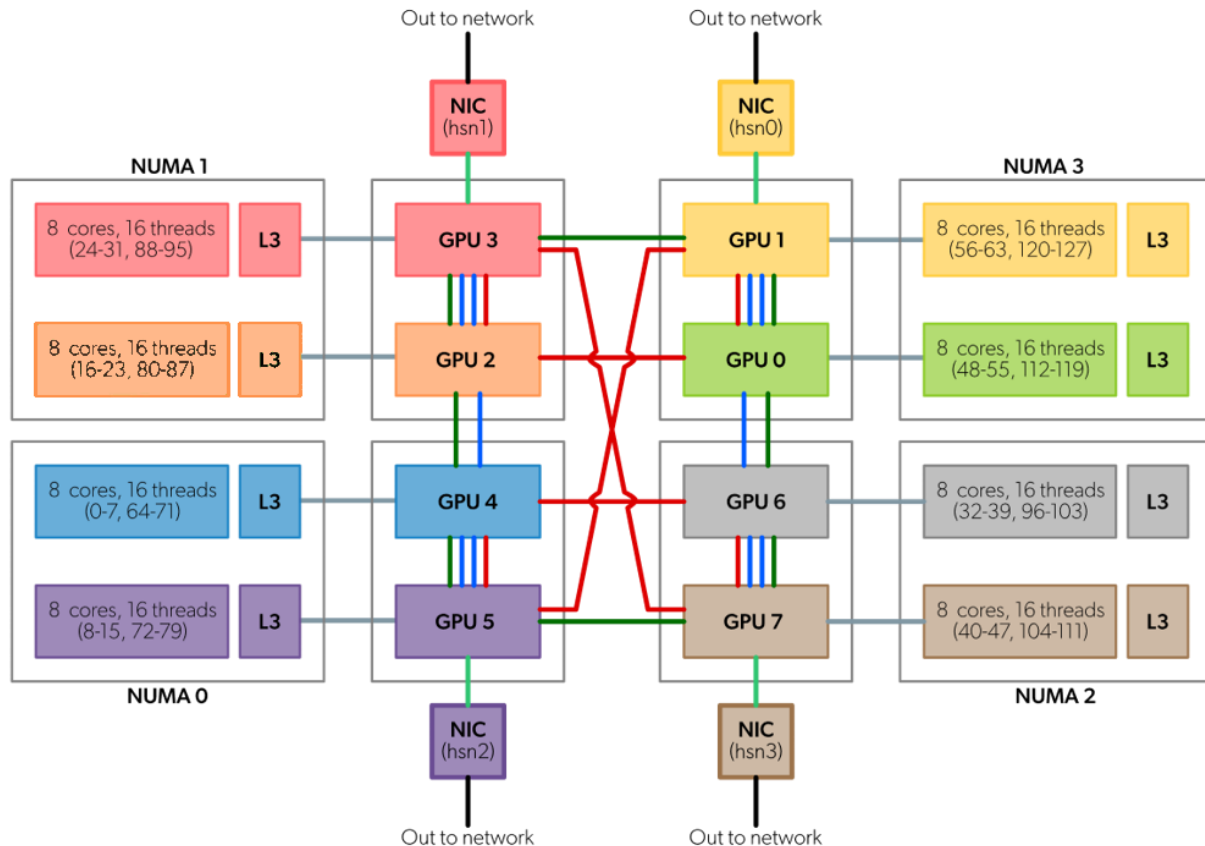 Out to network
Out to network
NIC
(hsn1)
NIC
(hsn0)
NUMA 1
NUMA 3
8 cores, 16 threads
(24-31, 88-95)
L3
GPU 3
GPU 1
8 cores, 16 threads
(56-63, 120-127)
L3
8 cores, 16 threads
(16-23, 80-87)
L3
GPU 2
GPU 0
8 cores, 16 threads
(48-55, 112-119)
L3
8 cores, 16 threads
(0-7, 64-71)
L3
GPU 4
GPU 6
8 cores, 16 threads
(32-39, 96-103)
L3
8 cores, 16 threads
(8-15, 72-79)
L3
GPU 5
GPU 7
8 cores, 16 threads
(40-47, 104-111)
L3
NUMA 0
NUMA 2
NIC
(hsn2)
NIC
(hsn3)
Out to network
Out to network